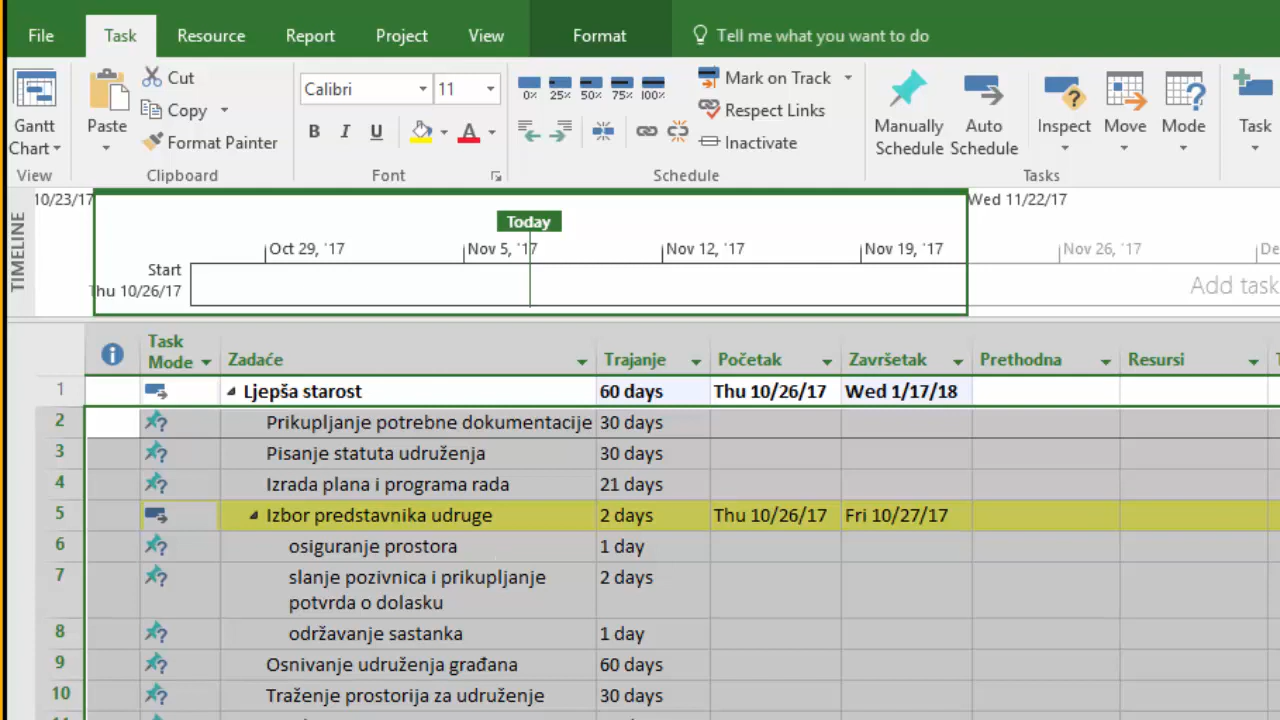 File Task Resource Report Project View Format Tell me what you want to do
Gantt Chart
View
Paste
Cut
Copy
Format Painter
Clipboard
Calibri 11
B I U A
Font
0% 25% 50% 75% 100%
Mark on Track
Respect Links
Inactivate
Schedule
Manually Schedule
Auto Schedule
Inspect
Move
Mode
Task
Tasks
TIMELINE
10/23/17
Wed 11/22/17
Today
Oct 29, '17 Nov 5, '17 Nov 12, '17 Nov 19, '17 Nov 26, '17
Start
Thu 10/26/17
Add task
Task Mode Zadaće Trajanje Početak Završetak Prethodna Resursi
1 Ljepša starost 60 days Thu 10/26/17 Wed 1/17/18
2 Prikupljanje potrebne dokumentacije 30 days
3 Pisanje statuta udruženja 30 days
4 Izrada plana i programa rada 21 days
5 Izbor predstavnika udruge 2 days Thu 10/26/17 Fri 10/27/17
6 osiguranje prostora 1 day
7 slanje pozivnica i prikupljanje 2 days
potvrda o dolasku
8 održavanje sastanka 1 day
9 Osnivanje udruženja građana 60 days
10 Traženje prostorija za udruženje 30 days